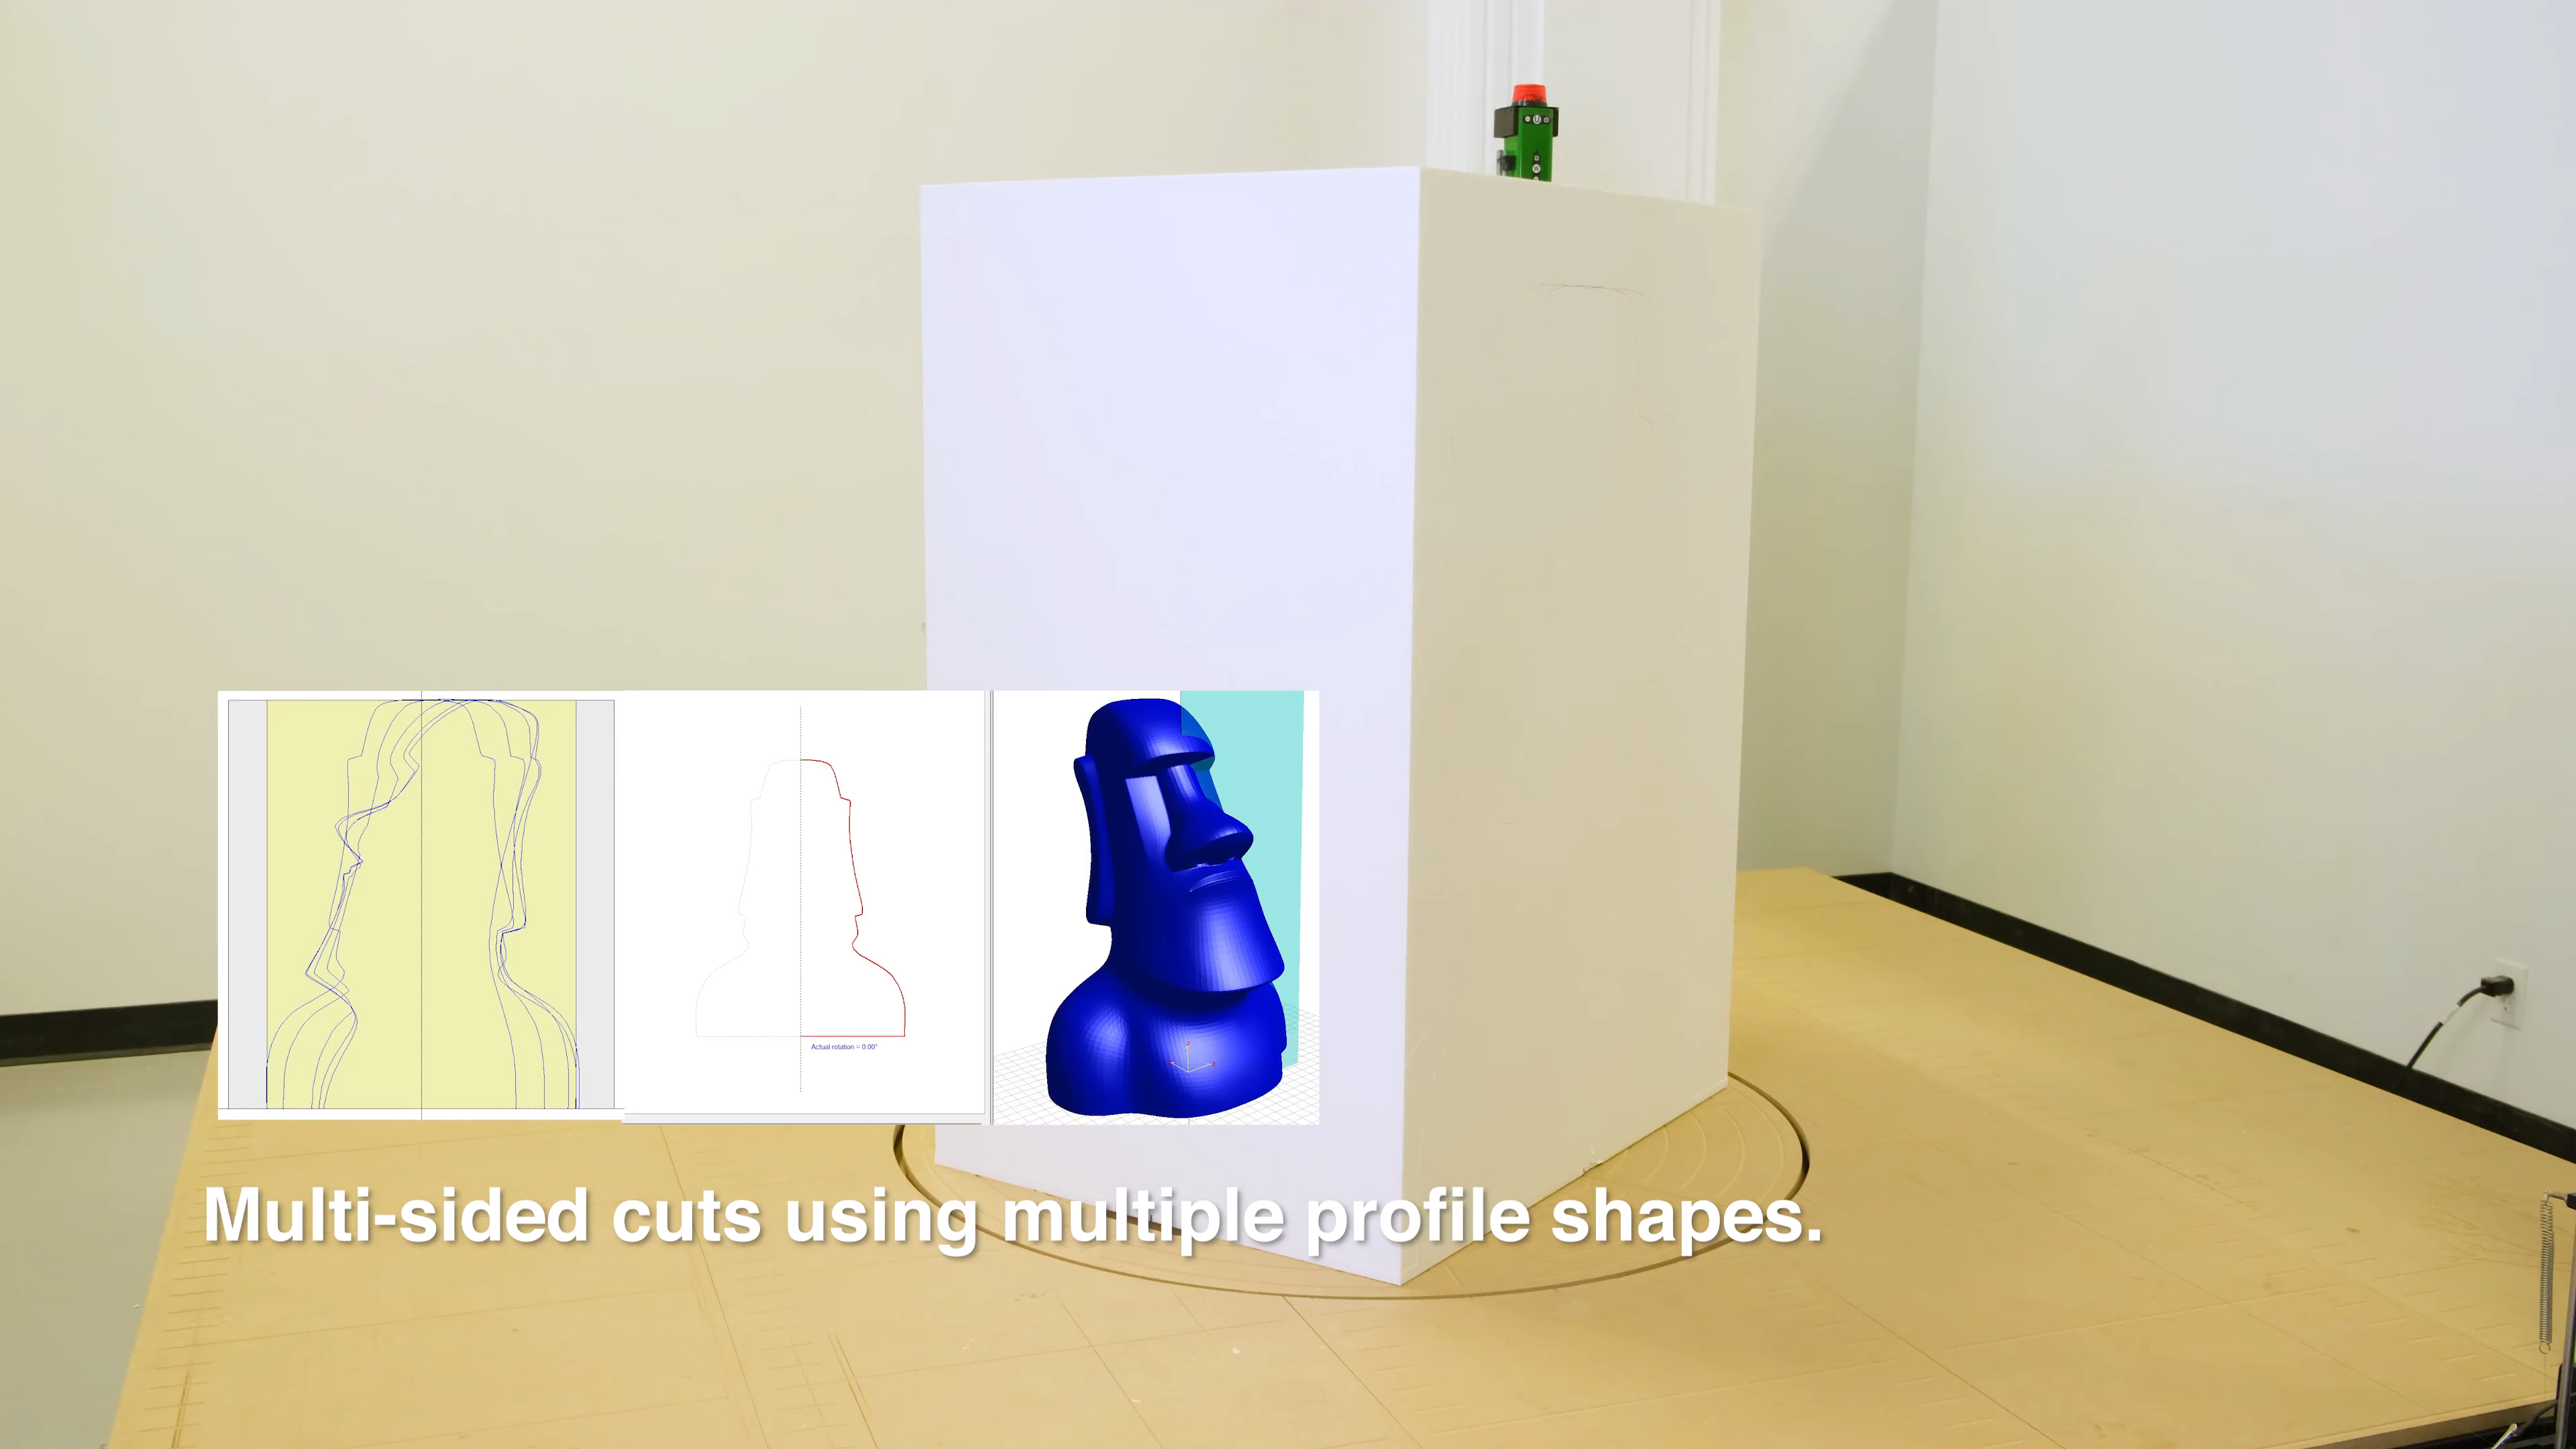 Actual rotation = 0.00°
Multi-sided cuts using multiple profile shapes.